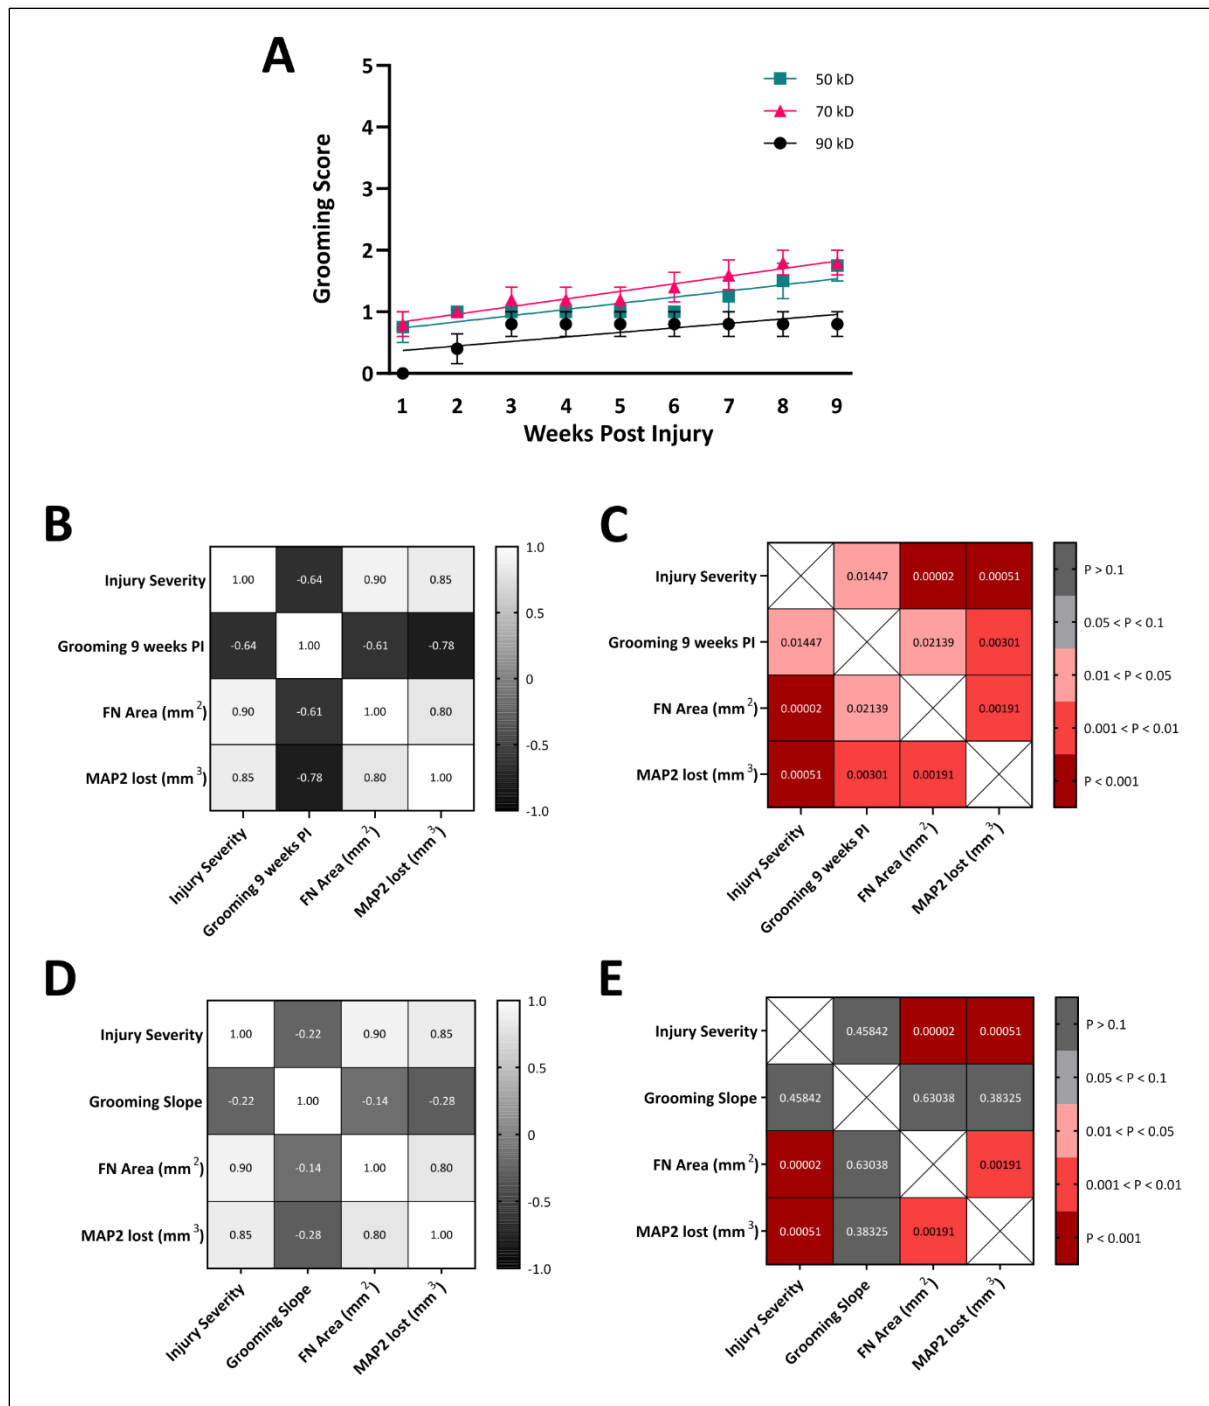 A
5
4
3
2
1
0
Grooming Score
50 kD
70 kD
90 kD
1 2 3 4 5 6 7 8 9
Weeks Post Injury
B
Injury Severity 1.00 -0.64 0.90 0.85
Grooming 9 weeks PI -0.64 1.00 -0.61 -0.78
FN Area (mm²) 0.90 -0.61 1.00 0.80
MAP2 lost (mm³) 0.85 -0.78 0.80 1.00
Injury Severity Grooming 9 weeks PI FN Area (mm²) MAP2 lost (mm³)
1.0
0.5
0
-0.5
-1.0
C
Injury Severity 0.01447 0.00002 0.00051
Grooming 9 weeks PI 0.01447 0.02139 0.00301
FN Area (mm²) 0.00002 0.02139 0.00191
MAP2 lost (mm³) 0.00051 0.00301 0.00191
Injury Severity Grooming 9 weeks PI FN Area (mm²) MAP2 lost (mm³)
P > 0.1
0.05 < P < 0.1
0.01 < P < 0.05
0.001 < P < 0.01
P < 0.001
D
Injury Severity 1.00 -0.22 0.90 0.85
Grooming Slope -0.22 1.00 -0.14 -0.28
FN Area (mm²) 0.90 -0.14 1.00 0.80
MAP2 lost (mm³) 0.85 -0.28 0.80 1.00
Injury Severity Grooming Slope FN Area (mm²) MAP2 lost (mm³)
1.0
0.5
0
-0.5
-1.0
E
Injury Severity 0.45842 0.00002 0.00051
Grooming Slope 0.45842 0.63038 0.38325
FN Area (mm²) 0.00002 0.63038 0.00191
MAP2 lost (mm³) 0.00051 0.38325 0.00191
Injury Severity Grooming Slope FN Area (mm²) MAP2 lost (mm³)
P > 0.1
0.05 < P < 0.1
0.01 < P < 0.05
0.001 < P < 0.01
P < 0.001